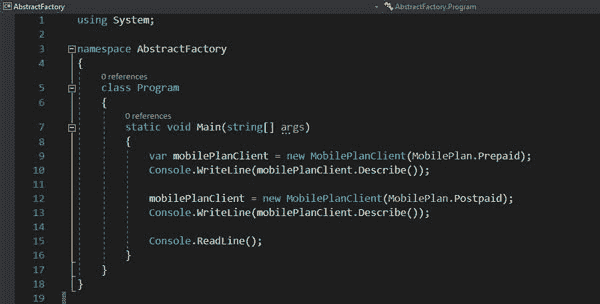 AbstractFactory AbstractFactory.Program
1 using System;
2
3 namespace AbstractFactory
4 {
0 references
5 class Program
6 {
0 references
7 static void Main(string[] args)
8 {
9 var mobilePlanClient = new MobilePlanClient(MobilePlan.Prepaid);
10 Console.WriteLine(mobilePlanClient.Describe());
11
12 mobilePlanClient = new MobilePlanClient(MobilePlan.Postpaid);
13 Console.WriteLine(mobilePlanClient.Describe());
14
15 Console.ReadLine();
16 }
17 }
18 }
19